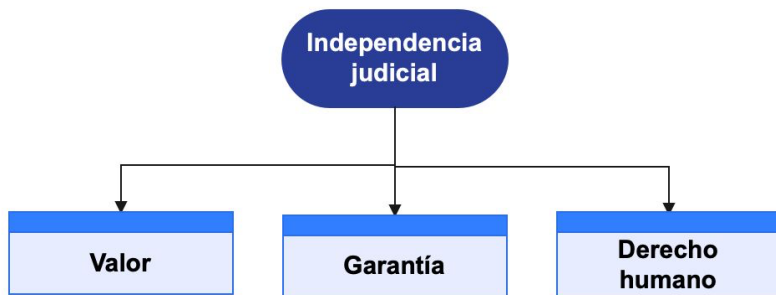 Independencia
judicial
Valor
Garantía
Derecho
humano